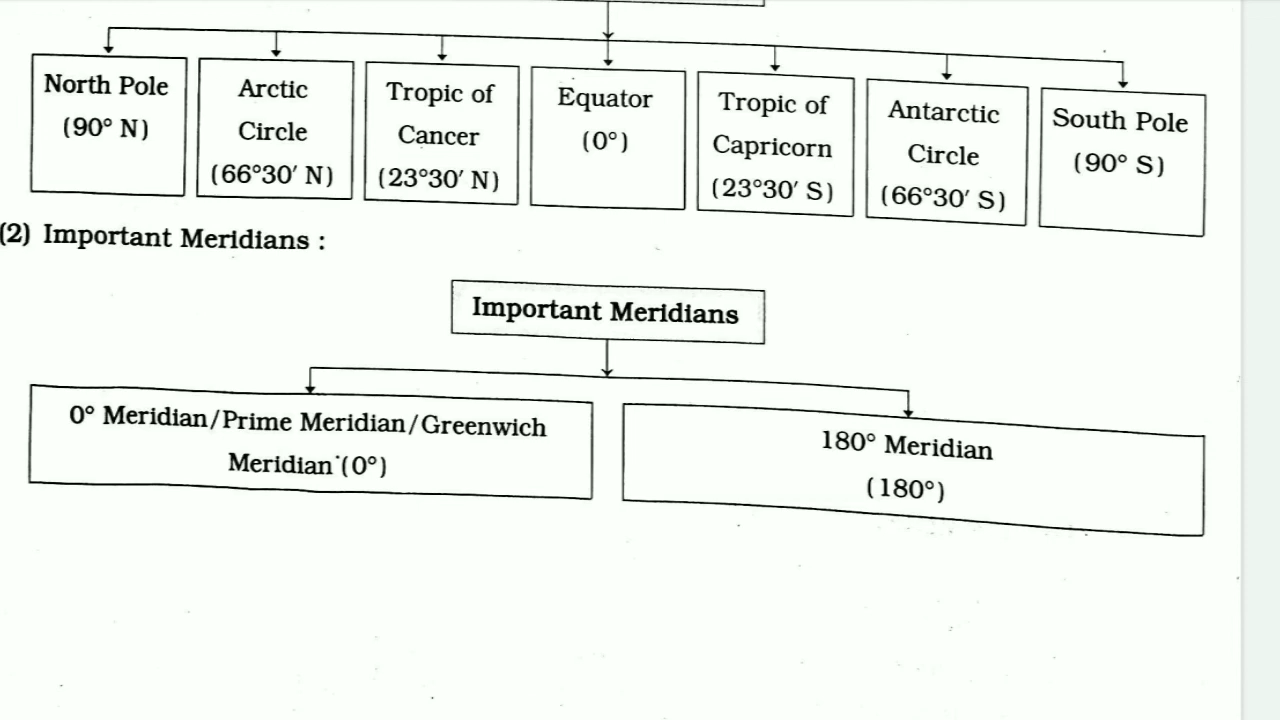 North Pole
(90° N)
Arctic
Circle
(66°30′ N)
Tropic of
Cancer
(23°30′ N)
Equator
(0°)
Tropic of
Capricorn
(23°30′ S)
Antarctic
Circle
(66°30′ S)
South Pole
(90° S)
(2) Important Meridians :
Important Meridians
0° Meridian/Prime Meridian/Greenwich
Meridian (0°)
180° Meridian
(180°)